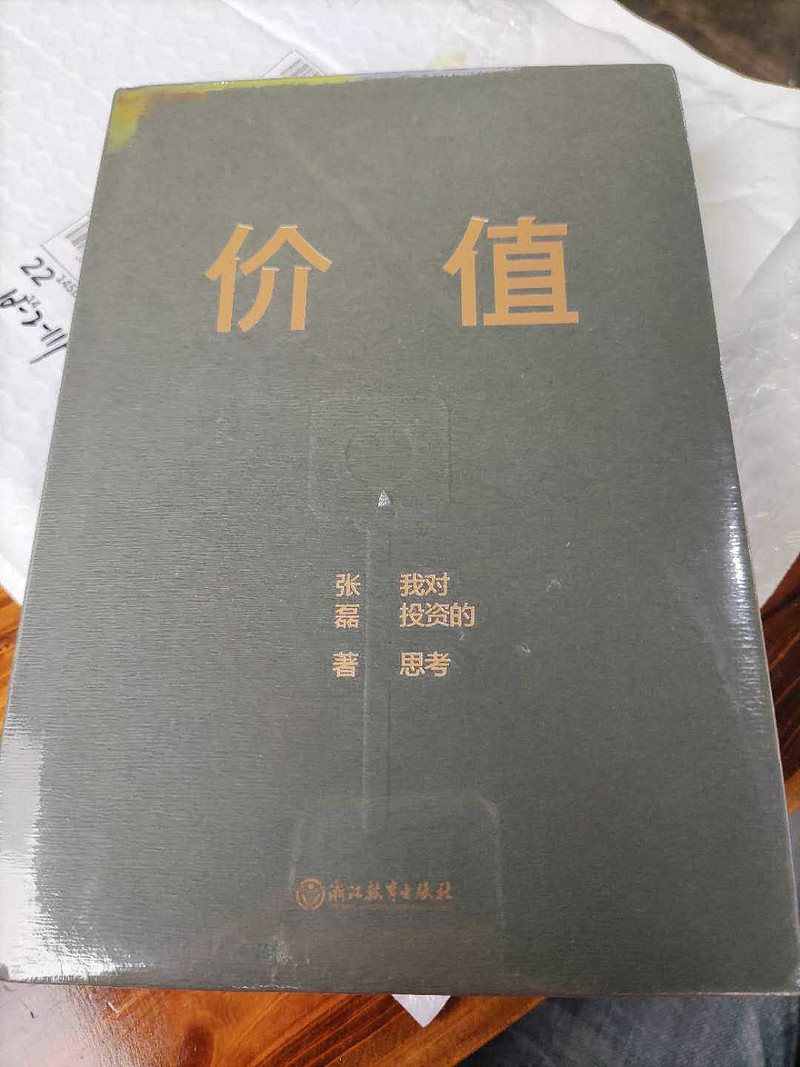 价 值
张磊 著
我对
投资的
思考
浙江教育出版社
22